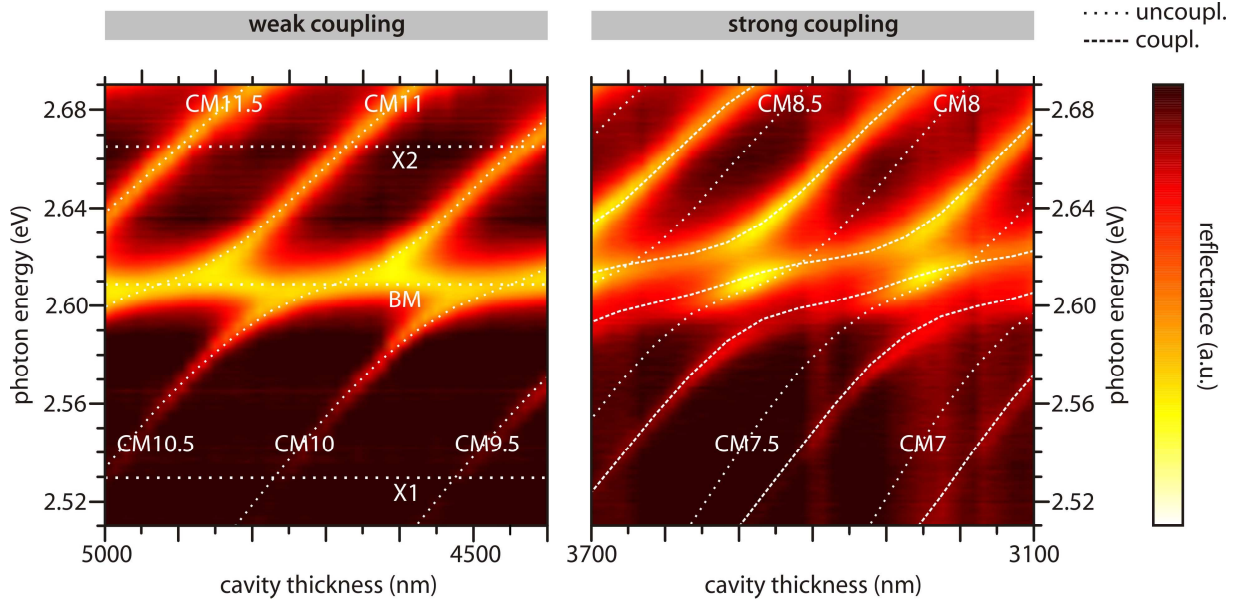 weak coupling
strong coupling
uncoupl.
coupl.
CM11.5
CM11
X2
BM
CM10.5
CM10
CM9.5
X1
2.68
2.64
2.60
2.56
2.52
photon energy (eV)
5000
4500
cavity thickness (nm)
CM8.5
CM8
CM7.5
CM7
2.68
2.64
2.60
2.56
2.52
photon energy (eV)
3700
3100
cavity thickness (nm)
reflectance (a.u.)